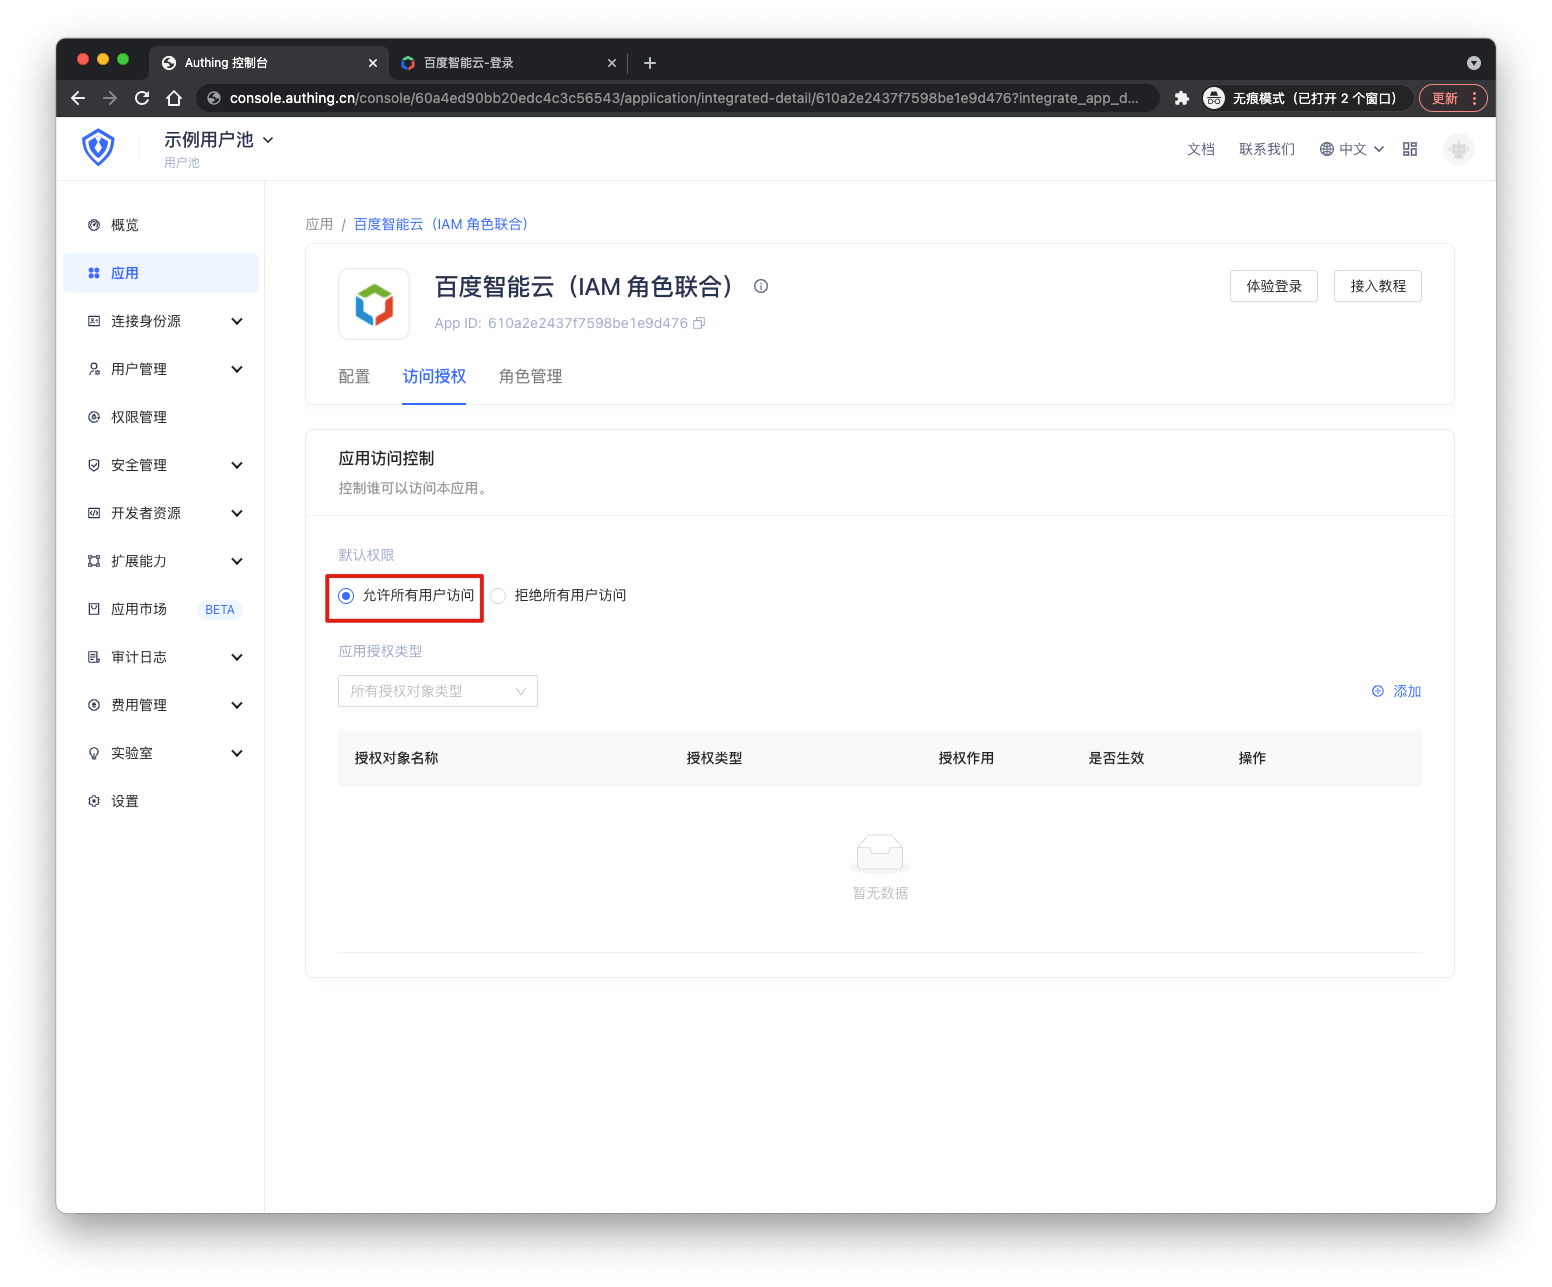 Authing 控制台
百度智能云-登录
console.authing.cn/console/60a4ed90bb20edc4c3c56543/application/integrated-detail/610a2e2437f7598be1e9d476?integrate_app_d...
无痕模式（已打开 2 个窗口）
更新
示例用户池
用户池
文档
联系我们
中文
概览
应用
连接身份源
用户管理
权限管理
安全管理
开发者资源
扩展能力
应用市场 BETA
审计日志
费用管理
实验室
设置
应用 / 百度智能云（IAM 角色联合）
百度智能云（IAM 角色联合）
App ID: 610a2e2437f7598be1e9d476
体验登录
接入教程
配置 访问授权 角色管理
应用访问控制
控制谁可以访问本应用。
默认权限
允许所有用户访问 拒绝所有用户访问
应用授权类型
所有授权对象类型
添加
授权对象名称 授权类型 授权作用 是否生效 操作
暂无数据